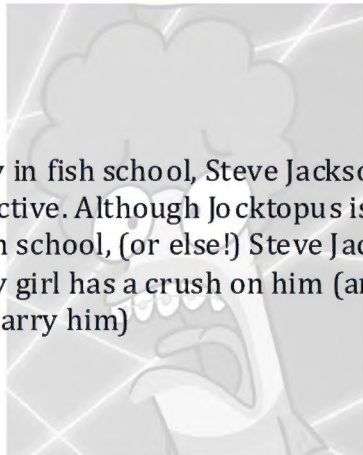 y in fish school, Steve Jackso
ctive. Although Jocktopus is
h school, (or else!) Steve Jac
y girl has a crush on him (ar
arry him)